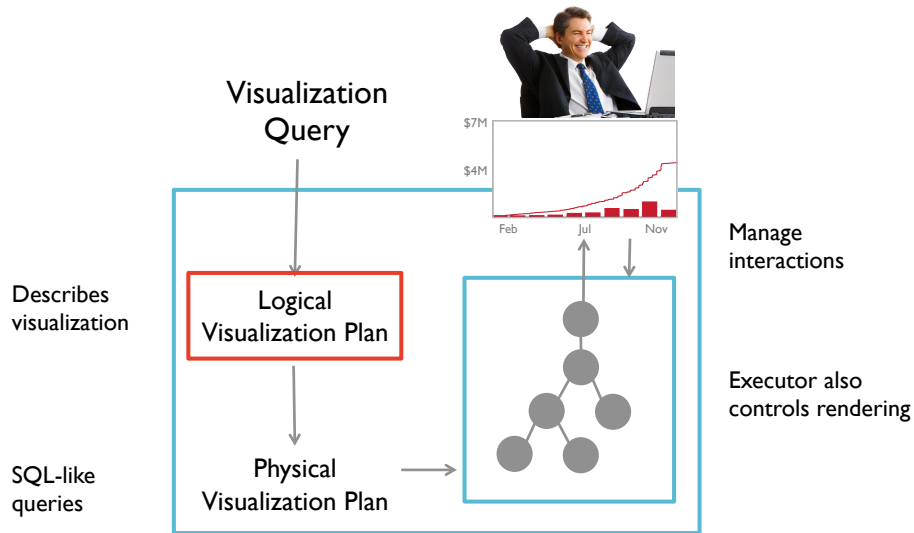 Visualization
Query
$7M
$4M
Feb
Jul
Nov
Manage
interactions
Describes
visualization
Logical
Visualization Plan
Executor also
controls rendering
SQL-like
queries
Physical
Visualization Plan